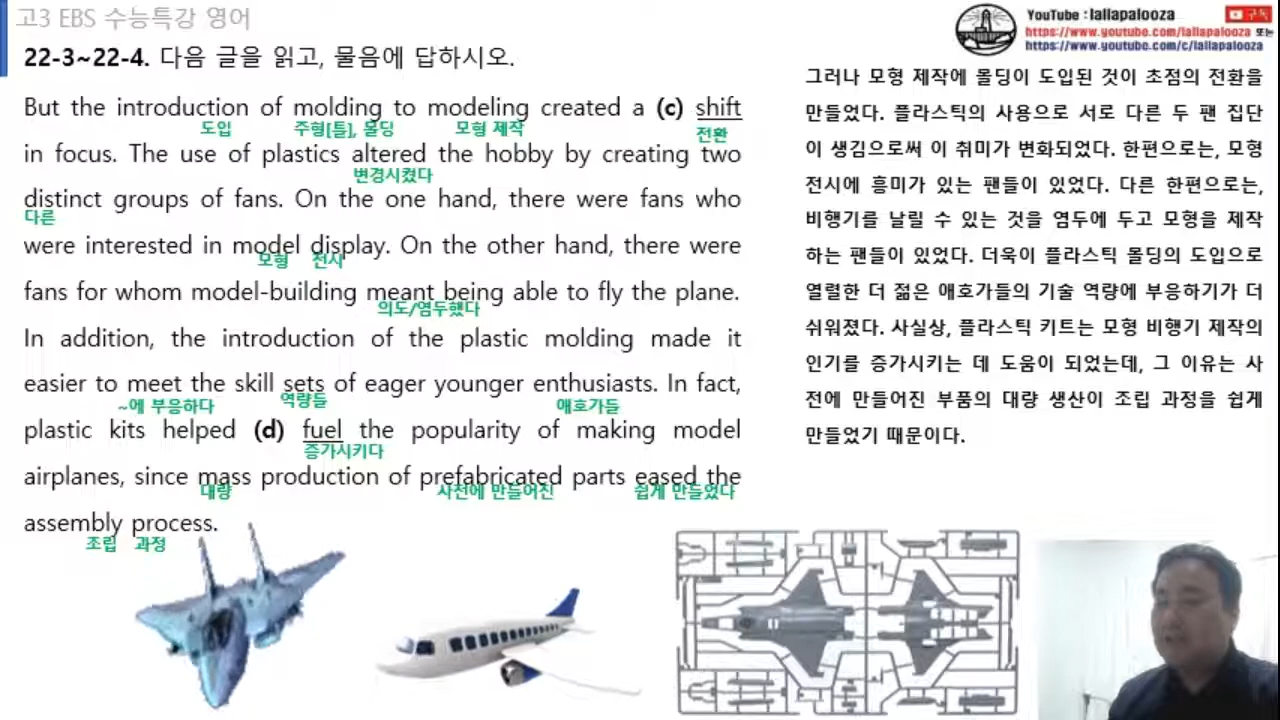 고3 EBS 수능특강 영어
22-3~22-4. 다음 글을 읽고, 물음에 답하시오.
But the introduction of molding to modeling created a (c) shift
도입 주형[틀], 몰딩 모형 제작 전환
in focus. The use of plastics altered the hobby by creating two
변경시켰다
distinct groups of fans. On the one hand, there were fans who
다른
were interested in model display. On the other hand, there were
모형 전시
fans for whom model-building meant being able to fly the plane.
의도/염두했다
In addition, the introduction of the plastic molding made it
easier to meet the skill sets of eager younger enthusiasts. In fact,
~에 부응하다 역량들 애호가들
plastic kits helped (d) fuel the popularity of making model
증가시키다
airplanes, since mass production of prefabricated parts eased the
대량 사전에 만들어진 쉽게 만들었다
assembly process.
조립 과정
YouTube : lallapalooza 구독
https://www.youtube.com/lallapalooza 또는
https://www.youtube.com/c/lallapalooza
그러나 모형 제작에 몰딩이 도입된 것이 초점의 전환을
만들었다. 플라스틱의 사용으로 서로 다른 두 팬 집단
이 생김으로써 이 취미가 변화되었다. 한편으로는, 모형
전시에 흥미가 있는 팬들이 있었다. 다른 한편으로는,
비행기를 날릴 수 있는 것을 염두에 두고 모형을 제작
하는 팬들이 있었다. 더욱이 플라스틱 몰딩의 도입으로
열렬한 더 젊은 애호가들의 기술 역량에 부응하기가 더
쉬워졌다. 사실상, 플라스틱 키트는 모형 비행기 제작의
인기를 증가시키는 데 도움이 되었는데, 그 이유는 사
전에 만들어진 부품의 대량 생산이 조립 과정을 쉽게
만들었기 때문이다.